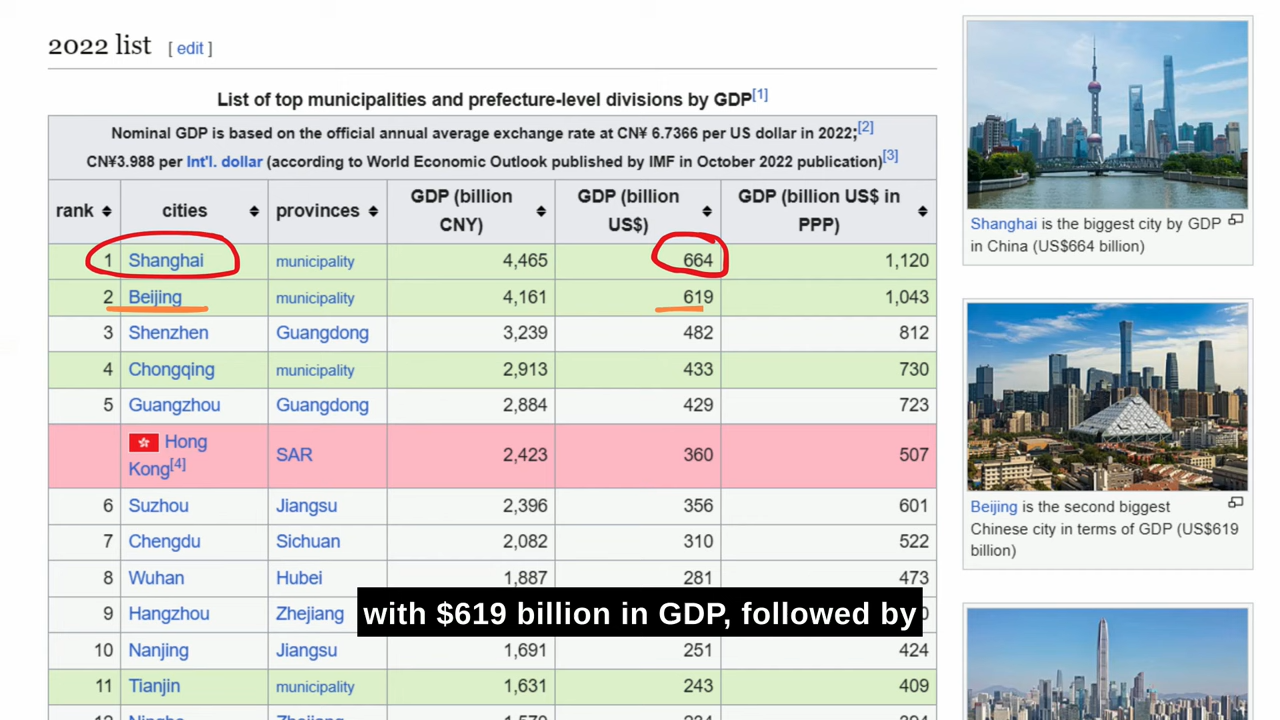 2022 list [ edit ]
List of top municipalities and prefecture-level divisions by GDP[1]
Nominal GDP is based on the official annual average exchange rate at CN¥ 6.7366 per US dollar in 2022;[2]
CN¥3.988 per Int'l. dollar (according to World Economic Outlook published by IMF in October 2022 publication)[3]
rank cities provinces GDP (billion CNY) GDP (billion US$) GDP (billion US$ in PPP)
1 Shanghai municipality 4,465 664 1,120
2 Beijing municipality 4,161 619 1,043
3 Shenzhen Guangdong 3,239 482 812
4 Chongqing municipality 2,913 433 730
5 Guangzhou Guangdong 2,884 429 723
Hong Kong[4] SAR 2,423 360 507
6 Suzhou Jiangsu 2,396 356 601
7 Chengdu Sichuan 2,082 310 522
8 Wuhan Hubei 1,887 281 473
9 Hangzhou Zhejiang
10 Nanjing Jiangsu 1,691 251 424
11 Tianjin municipality 1,631 243 409
Shanghai is the biggest city by GDP
in China (US$664 billion)
Beijing is the second biggest
Chinese city in terms of GDP (US$619
billion)
with $619 billion in GDP, followed by